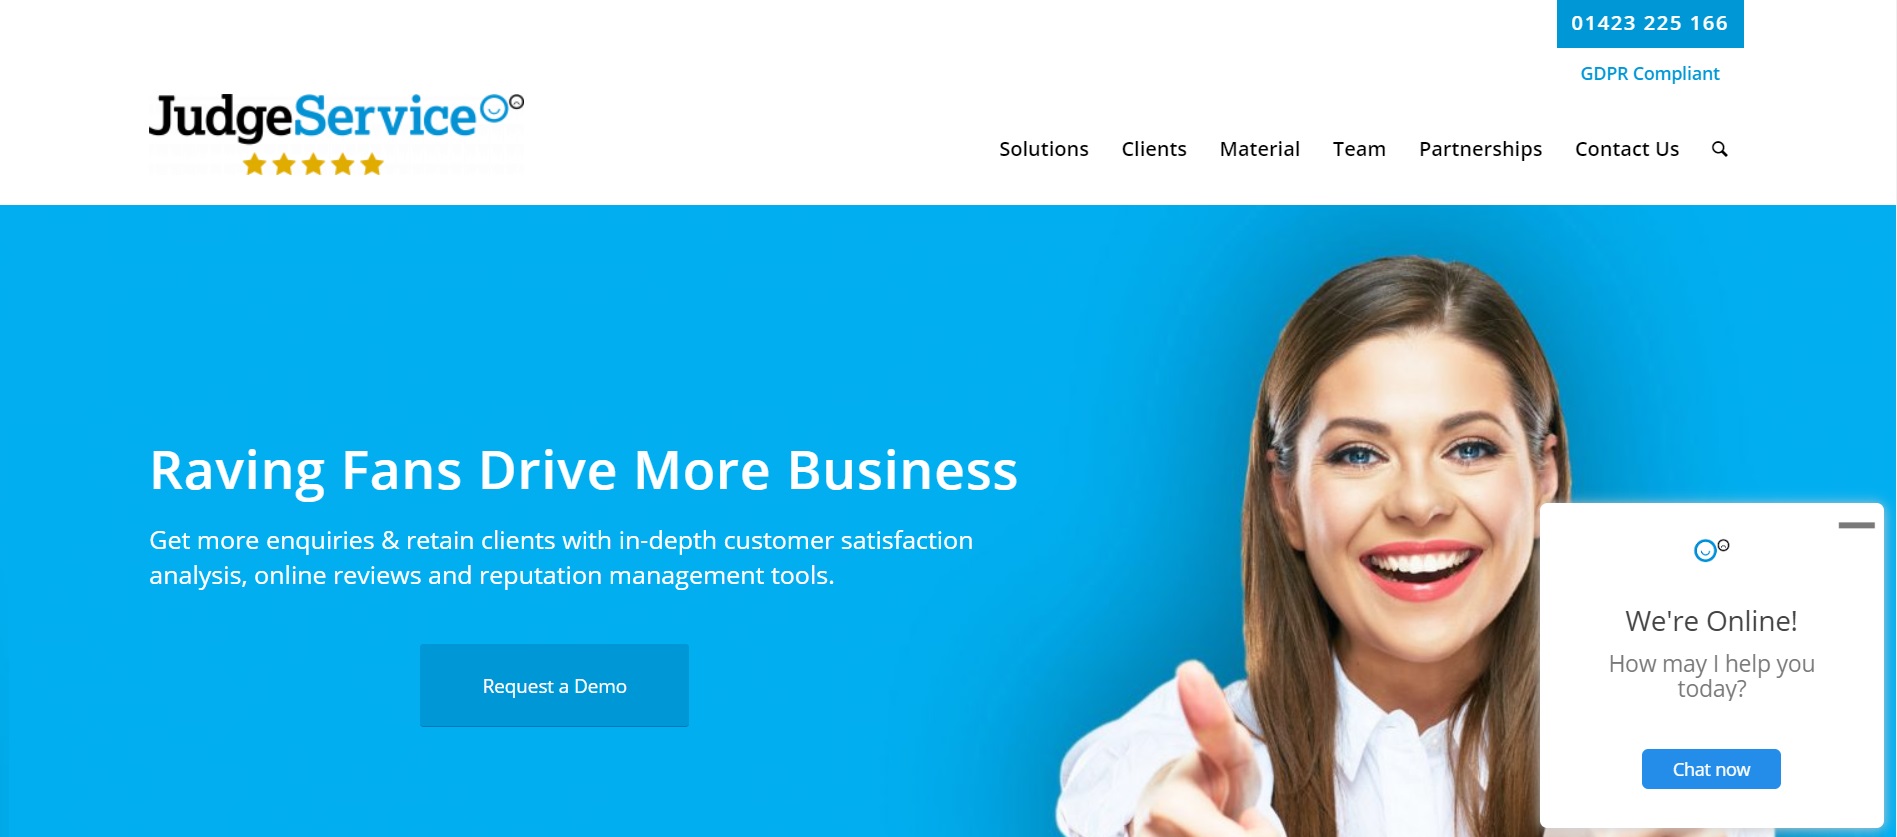 01423 225 166
GDPR Compliant
JudgeService
Solutions Clients Material Team Partnerships Contact Us
Raving Fans Drive More Business
Get more enquiries & retain clients with in-depth customer satisfaction
analysis, online reviews and reputation management tools.
Request a Demo
We're Online!
How may I help you
today?
Chat now